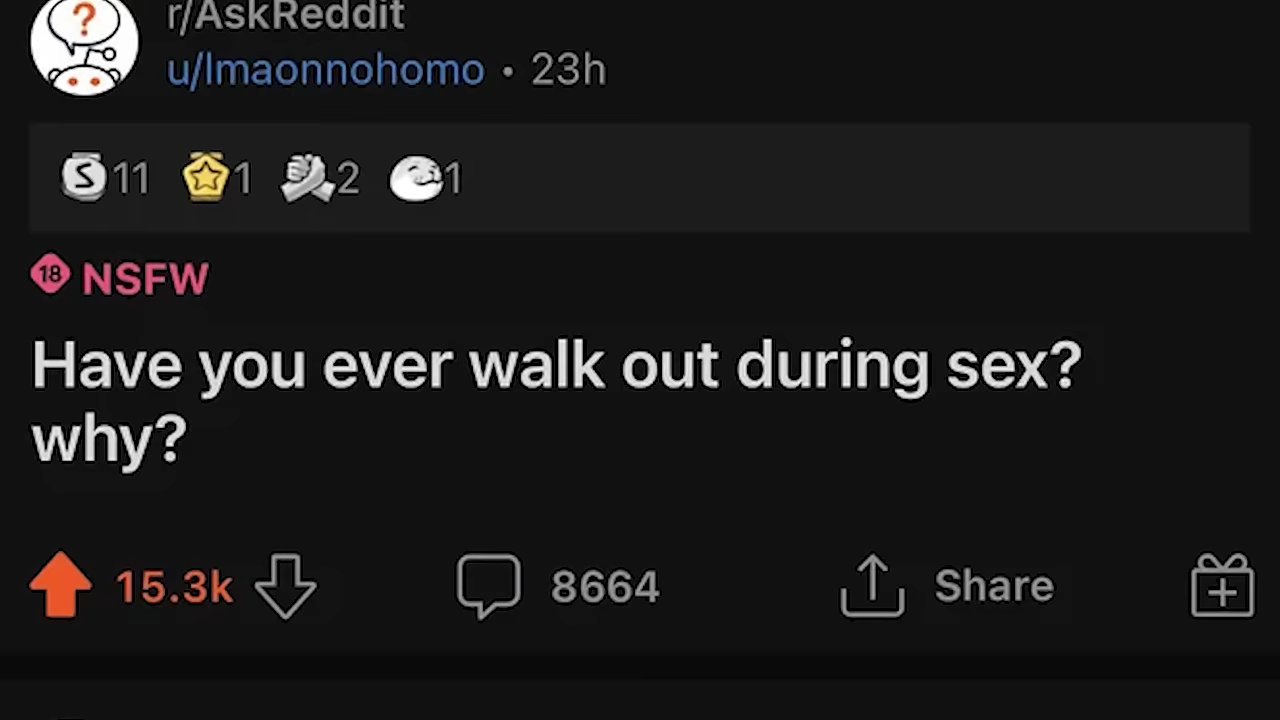 r/AskReddit
u/lmaonnohomo • 23h
S 11 1 2 1
18 NSFW
Have you ever walk out during sex?
why?
15.3k 8664 Share